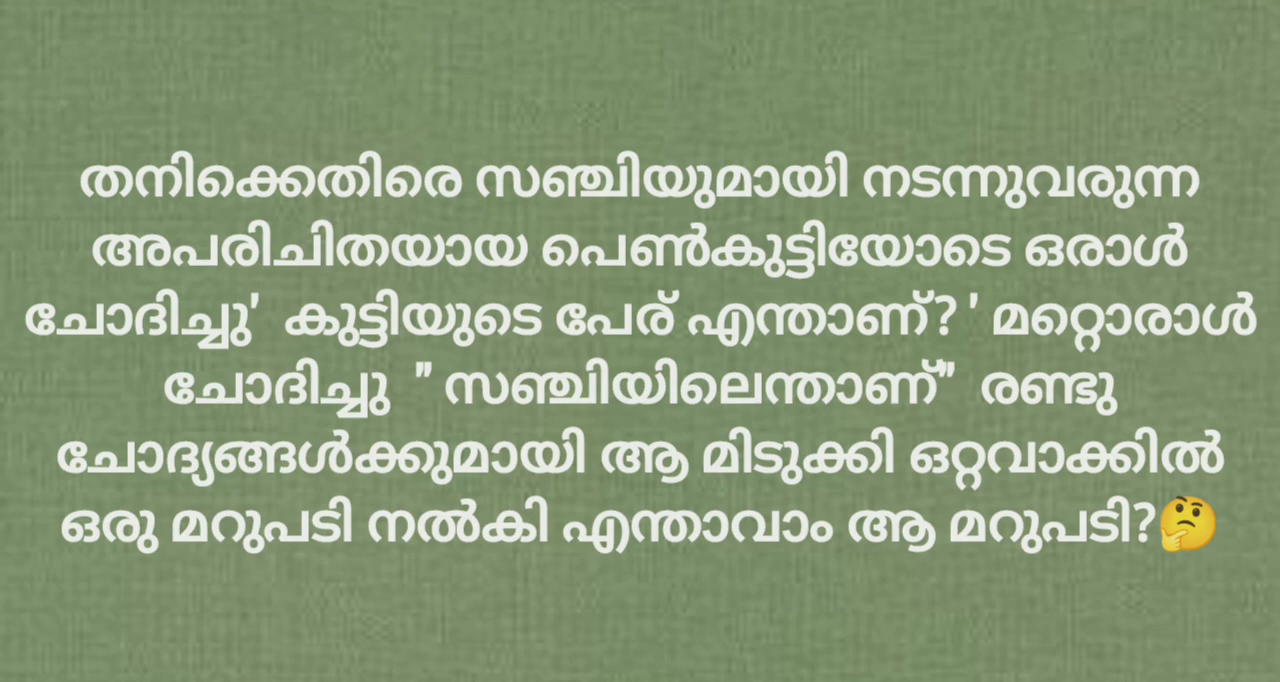 തനിക്കെതിരെ സഞ്ചിയുമായി നടന്നുവരുന്ന
അപരിചിതയായ പെൺകുട്ടിയോടെ ഒരാൾ
ചോദിച്ചു' കുട്ടിയുടെ പേര് എന്താണ്? ' മറ്റൊരാൾ
ചോദിച്ചു " സഞ്ചിയിലെന്താണ്" രണ്ടു
ചോദ്യങ്ങൾക്കുമായി ആ മിടുക്കി ഒറ്റവാക്കിൽ
ഒരു മറുപടി നൽകി എന്താവാം ആ മറുപടി?🤔